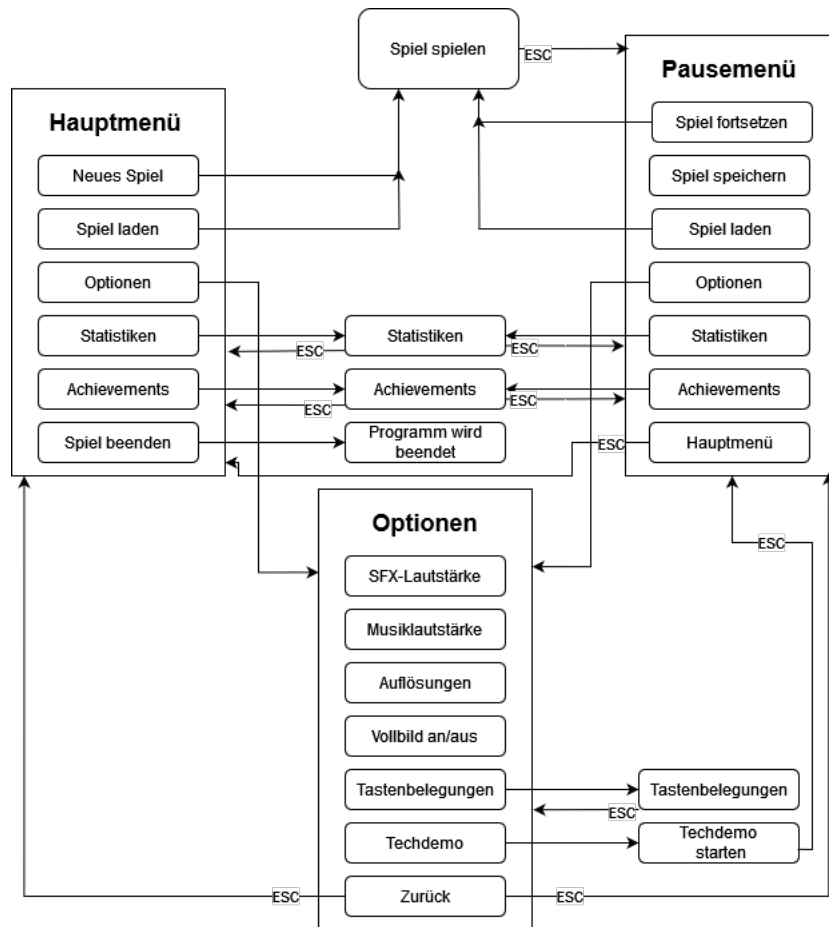 Spiel spielen
ESC
Hauptmenü
Neues Spiel
Spiel laden
Optionen
Statistiken
Achievements
Spiel beenden
Pausemenü
Spiel fortsetzen
Spiel speichern
Spiel laden
Optionen
Statistiken
Achievements
Hauptmenü
ESC
Statistiken
ESC
ESC
Achievements
ESC
ESC
Programm wird
beendet
Optionen
SFX-Lautstärke
Musiklautstärke
Auflösungen
Vollbild an/aus
Tastenbelegungen
Techdemo
Zurück
ESC
Tastenbelegungen
ESC
Techdemo
starten
ESC
ESC